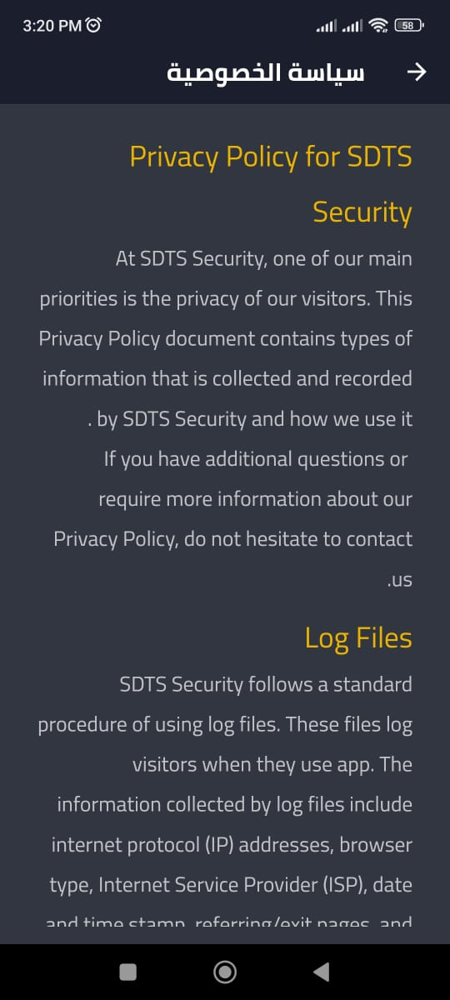 3:20 PM
58
سياسة الخصوصية
Privacy Policy for SDTS
Security
At SDTS Security, one of our main
priorities is the privacy of our visitors. This
Privacy Policy document contains types of
information that is collected and recorded
. by SDTS Security and how we use it
If you have additional questions or
require more information about our
Privacy Policy, do not hesitate to contact
.us
Log Files
SDTS Security follows a standard
procedure of using log files. These files log
visitors when they use app. The
information collected by log files include
internet protocol (IP) addresses, browser
type, Internet Service Provider (ISP), date
and time stamp, referring/exit pages, and